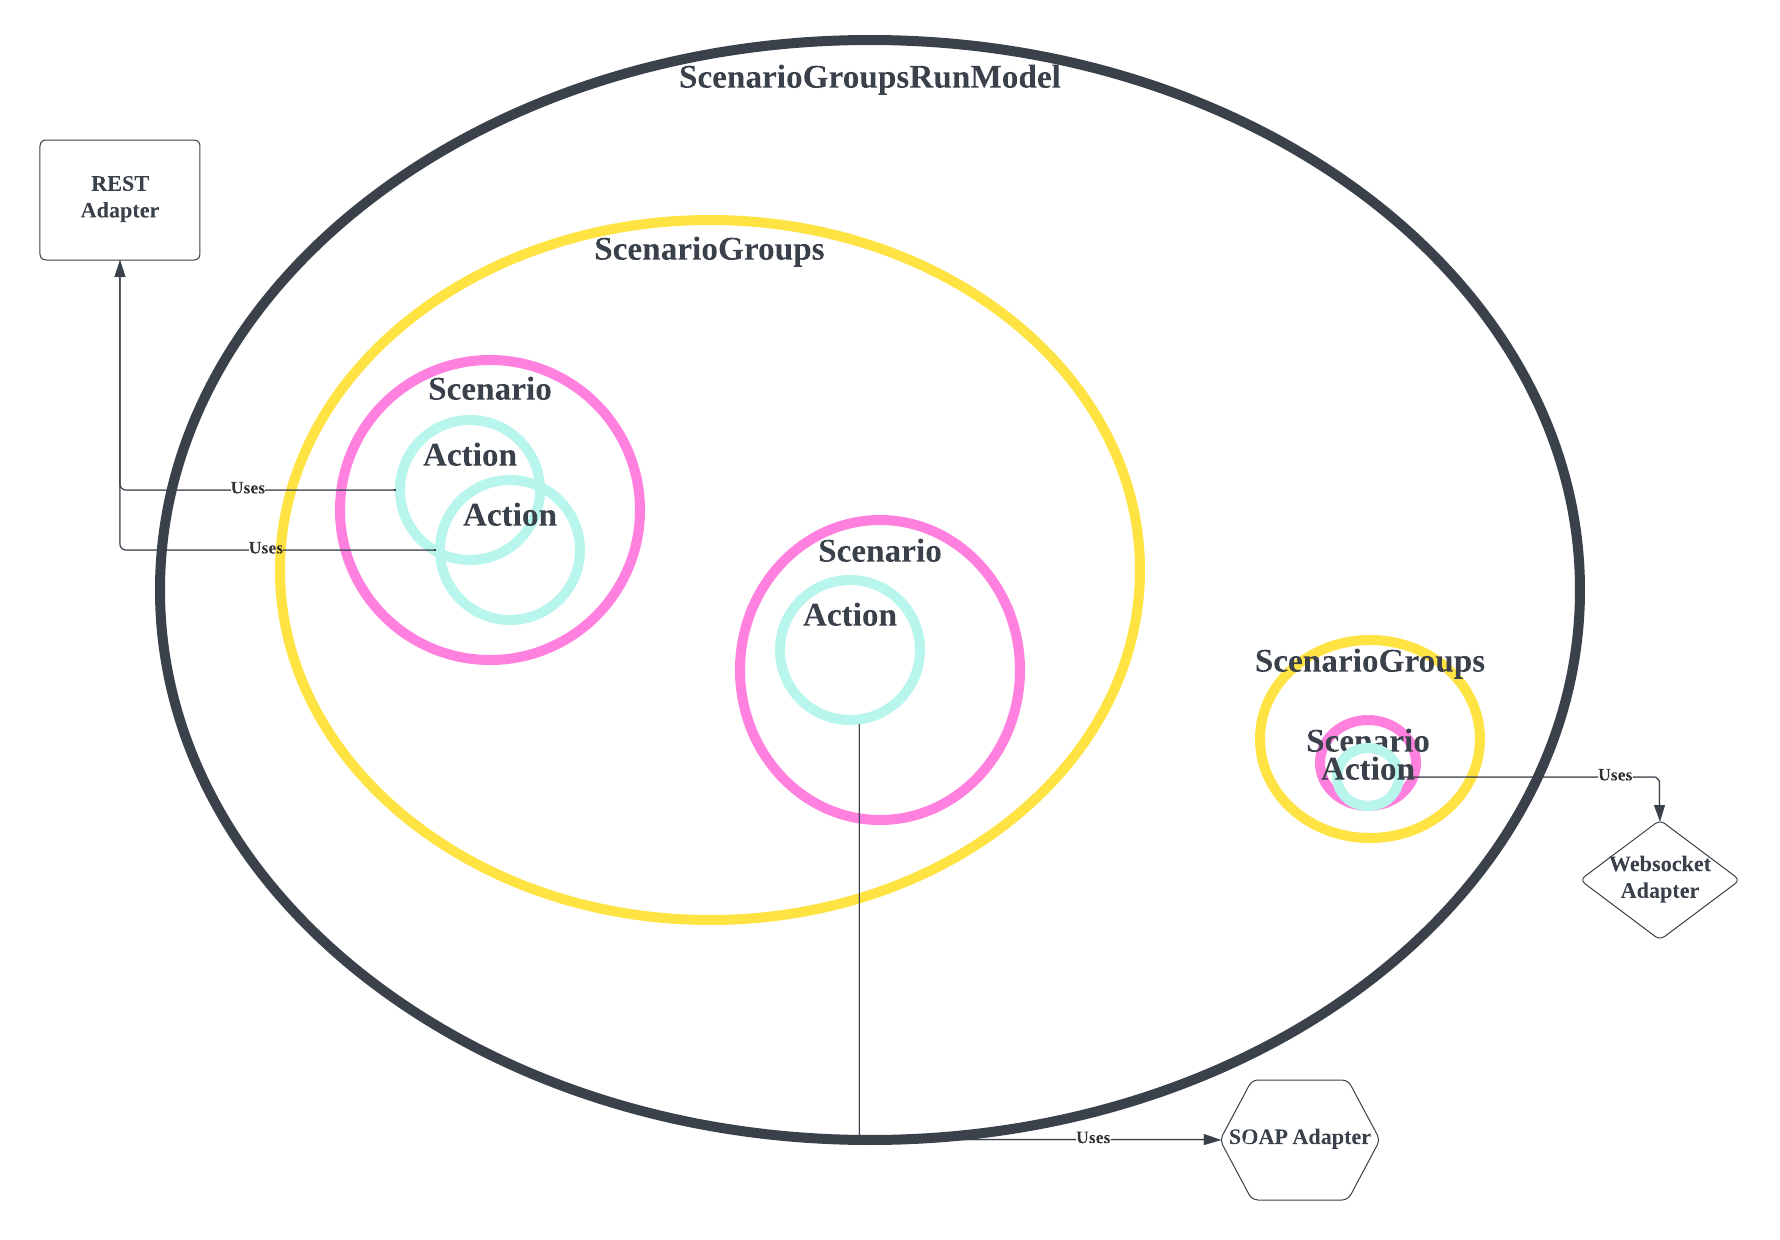 ScenarioGroupsRunModel
REST
Adapter
ScenarioGroups
Scenario
Action
Uses
Action
Uses
Scenario
Action
ScenarioGroups
Scenario
Action
Uses
Websocket
Adapter
Uses
SOAP Adapter